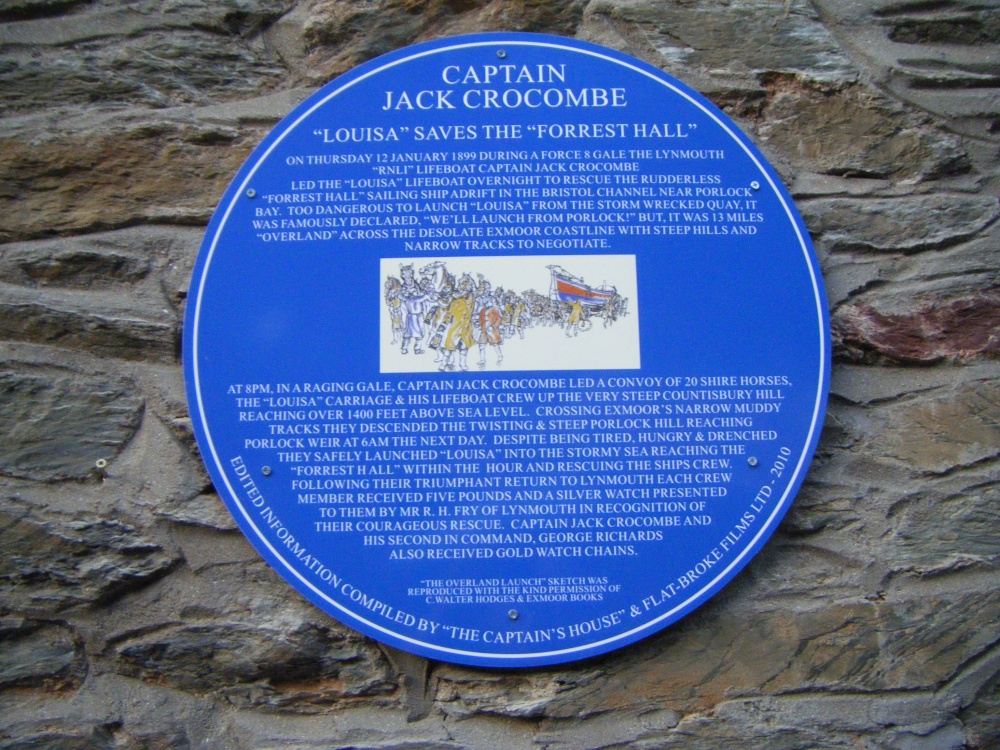 CAPTAIN
JACK CROCOMBE
“LOUISA” SAVES THE “FORREST HALL”
ON THURSDAY 12 JANUARY 1899 DURING A FORCE 8 GALE THE LYNMOUTH
“RNLI” LIFEBOAT CAPTAIN JACK CROCOMBE
LED THE “LOUISA” LIFEBOAT OVERNIGHT TO RESCUE THE RUDDERLESS
“FORREST HALL” SAILING SHIP ADRIFT IN THE BRISTOL CHANNEL NEAR PORLOCK
BAY. TOO DANGEROUS TO LAUNCH “LOUISA” FROM THE STORM WRECKED QUAY, IT
WAS FAMOUSLY DECLARED, “WE’LL LAUNCH FROM PORLOCK!” BUT, IT WAS 13 MILES
“OVERLAND” ACROSS THE DESOLATE EXMOOR COASTLINE WITH STEEP HILLS AND
NARROW TRACKS TO NEGOTIATE.
AT 8PM, IN A RAGING GALE, CAPTAIN JACK CROCOMBE LED A CONVOY OF 20 SHIRE HORSES,
THE “LOUISA” CARRIAGE & HIS LIFEBOAT CREW UP THE VERY STEEP COUNTISBURY HILL
REACHING OVER 1400 FEET ABOVE SEA LEVEL. CROSSING EXMOOR’S NARROW MUDDY
TRACKS THEY DESCENDED THE TWISTING & STEEP PORLOCK HILL REACHING
PORLOCK WEIR AT 6AM THE NEXT DAY. DESPITE BEING TIRED, HUNGRY & DRENCHED
THEY SAFELY LAUNCHED “LOUISA” INTO THE STORMY SEA REACHING THE
“FORREST H ALL” WITHIN THE HOUR AND RESCUING THE SHIPS CREW.
FOLLOWING THEIR TRIUMPHANT RETURN TO LYNMOUTH EACH CREW
MEMBER RECEIVED FIVE POUNDS AND A SILVER WATCH PRESENTED
TO THEM BY MR R. H. FRY OF LYNMOUTH IN RECOGNITION OF
THEIR COURAGEOUS RESCUE. CAPTAIN JACK CROCOMBE AND
HIS SECOND IN COMMAND, GEORGE RICHARDS
ALSO RECEIVED GOLD WATCH CHAINS.
“THE OVERLAND LAUNCH” SKETCH WAS
REPRODUCED WITH THE KIND PERMISSION OF
C.WALTER HODGES & EXMOOR BOOKS
EDITED INFORMATION COMPILED BY “THE CAPTAIN’S HOUSE” & FLAT-BROKE FILMS LTD - 2010